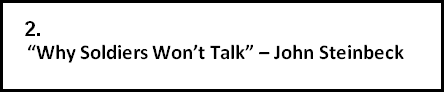 2.
“Why Soldiers Won’t Talk” – John Steinbeck